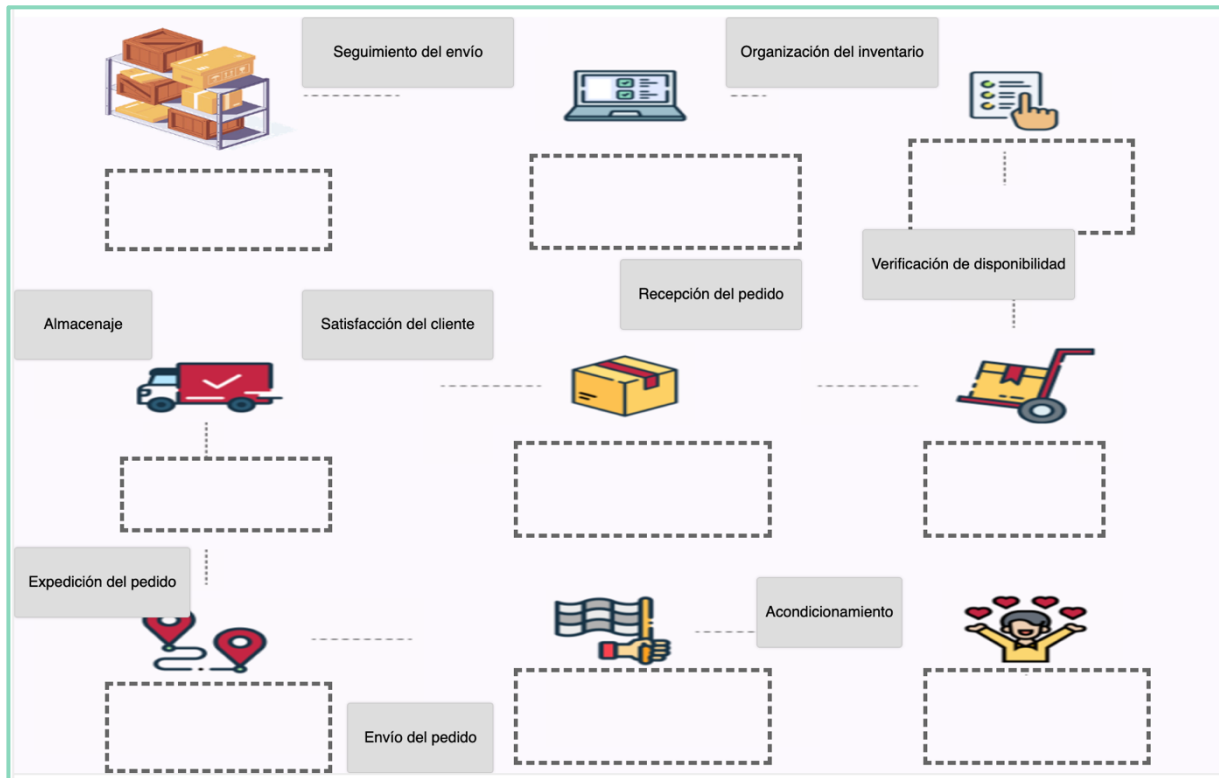 Seguimiento del envío
Organización del inventario
Verificación de disponibilidad
Recepción del pedido
Almacenaje
Satisfacción del cliente
Expedición del pedido
Acondicionamiento
Envío del pedido